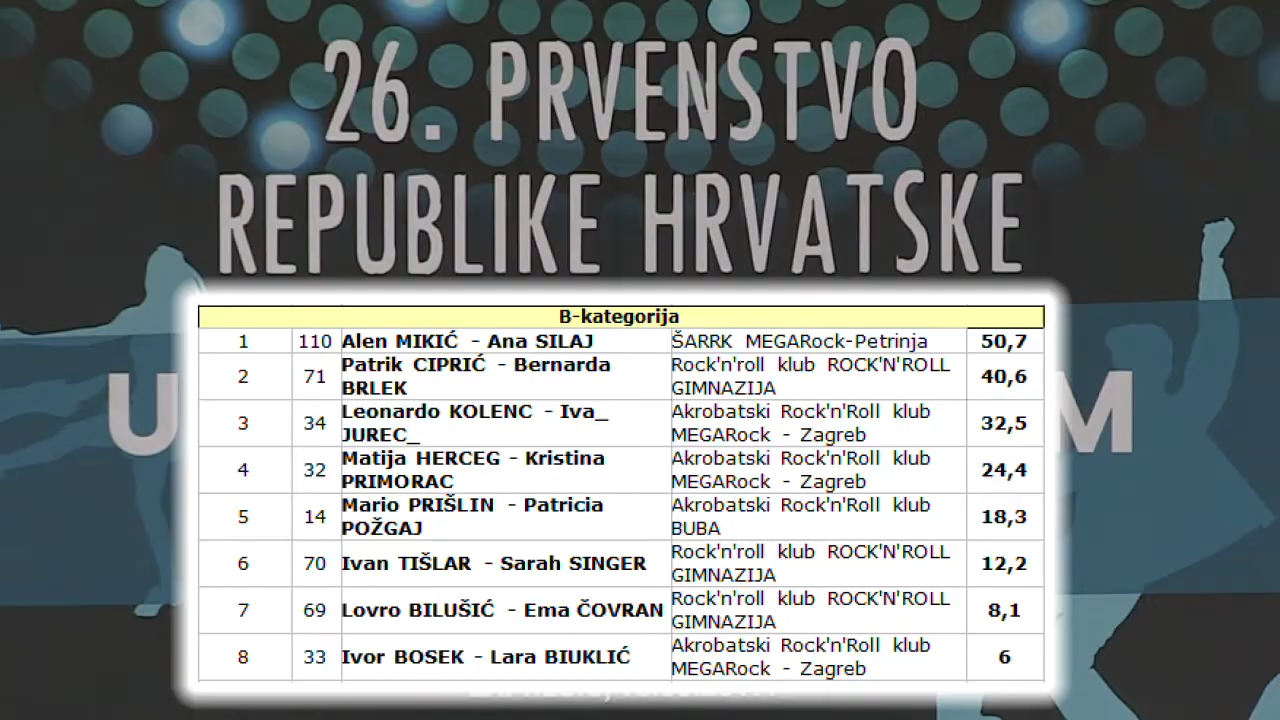 26. PRVENSTVO
REPUBLIKE HRVATSKE
B-kategorija
1 110 Alen MIKIĆ - Ana SILAJ ŠARRK MEGARock-Petrinja 50,7
2 71 Patrik CIPRIĆ - Bernarda BRLEK Rock'n'roll klub ROCK'N'ROLL GIMNAZIJA 40,6
3 34 Leonardo KOLENC - Iva_ JUREC_ Akrobatski Rock'n'Roll klub MEGARock - Zagreb 32,5
4 32 Matija HERCEG - Kristina PRIMORAC Akrobatski Rock'n'Roll klub MEGARock - Zagreb 24,4
5 14 Mario PRIŠLIN - Patricia POŽGAJ Akrobatski Rock'n'Roll klub BUBA 18,3
6 70 Ivan TIŠLAR - Sarah SINGER Rock'n'roll klub ROCK'N'ROLL GIMNAZIJA 12,2
7 69 Lovro BILUŠIĆ - Ema ČOVRAN Rock'n'roll klub ROCK'N'ROLL GIMNAZIJA 8,1
8 33 Ivor BOSEK - Lara BIUKLIĆ Akrobatski Rock'n'Roll klub MEGARock - Zagreb 6